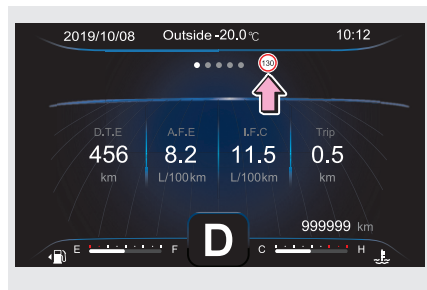 2019/10/08 Outside -20.0 ℃ 10:12
130
D.T.E A.F.E I.F.C Trip
456 8.2 11.5 0.5
km L/100km L/100km km
999999 km
E F D C H